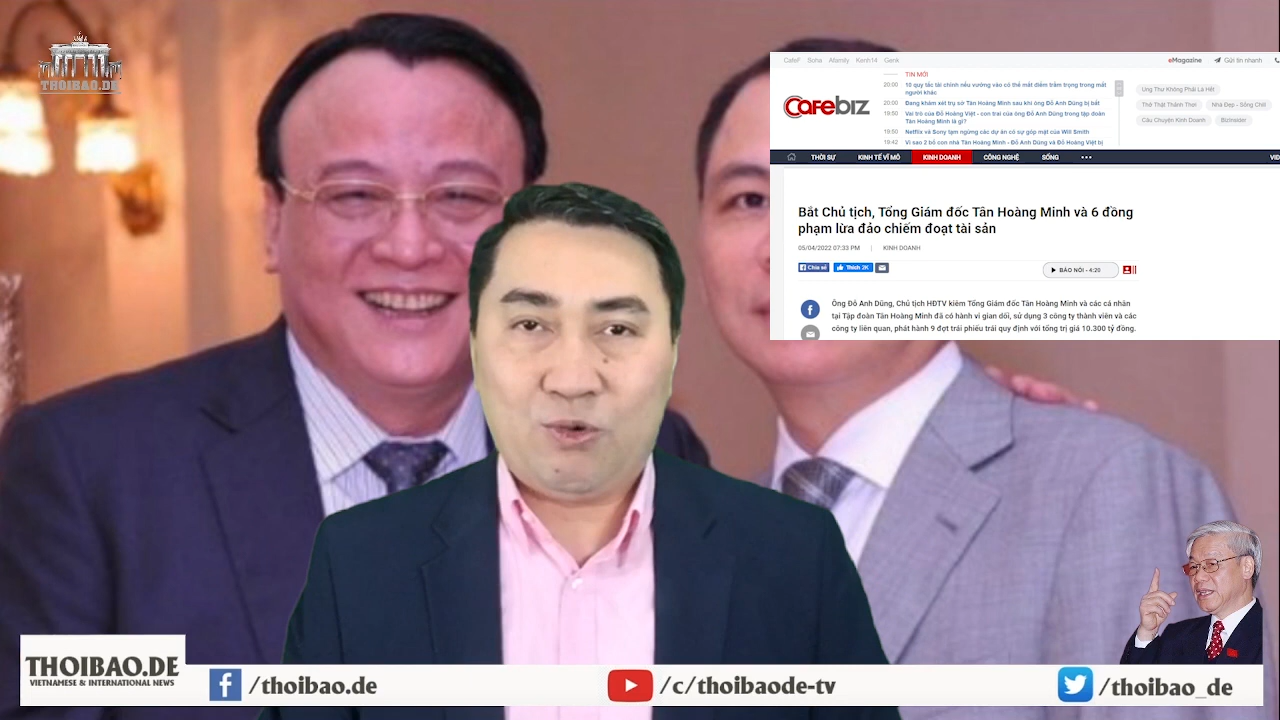 THOIBAO.DE
CafeF Soha Afamily Kenh14 Genk
eMagazine Gửi tin nhanh
TIN MỚI
20:00 10 quy tắc tài chính nếu vướng vào có thể mất điểm trầm trọng trong mắt
người khác
20:00 Đang khám xét trụ sở Tân Hoàng Minh sau khi ông Đỗ Anh Dũng bị bắt
19:50 Vai trò của Đỗ Hoàng Việt - con trai của ông Đỗ Anh Dũng trong tập đoàn
Tân Hoàng Minh là gì?
19:50 Netflix và Sony tạm ngừng các dự án có sự góp mặt của Will Smith
19:42 Vì sao 2 bố con nhà Tân Hoàng Minh - Đỗ Anh Dũng và Đỗ Hoàng Việt bị
Cafebiz
Ung Thư Không Phải Là Hết
Thở Thật Thảnh Thơi Nhà Đẹp - Sống Chill
Câu Chuyện Kinh Doanh BizInsider
THỜI SỰ KINH TẾ VĨ MÔ KINH DOANH CÔNG NGHỆ SỐNG ••• VID
Bắt Chủ tịch, Tổng Giám đốc Tân Hoàng Minh và 6 đồng
phạm lừa đảo chiếm đoạt tài sản
05/04/2022 07:33 PM | KINH DOANH
Chia sẻ Thích 2K
BÁO NÓI - 4:20
Ông Đỗ Anh Dũng, Chủ tịch HĐTV kiêm Tổng Giám đốc Tân Hoàng Minh và các cá nhân
tại Tập đoàn Tân Hoàng Minh đã có hành vi gian dối, sử dụng 3 công ty thành viên và các
công ty liên quan, phát hành 9 đợt trái phiếu trái quy định với tổng trị giá 10.300 tỷ đồng.
THOIBAO.DE
VIETNAMESE & INTERNATIONAL NEWS
/thoibao.de
/c/thoibaode-tv
/thoibao_de